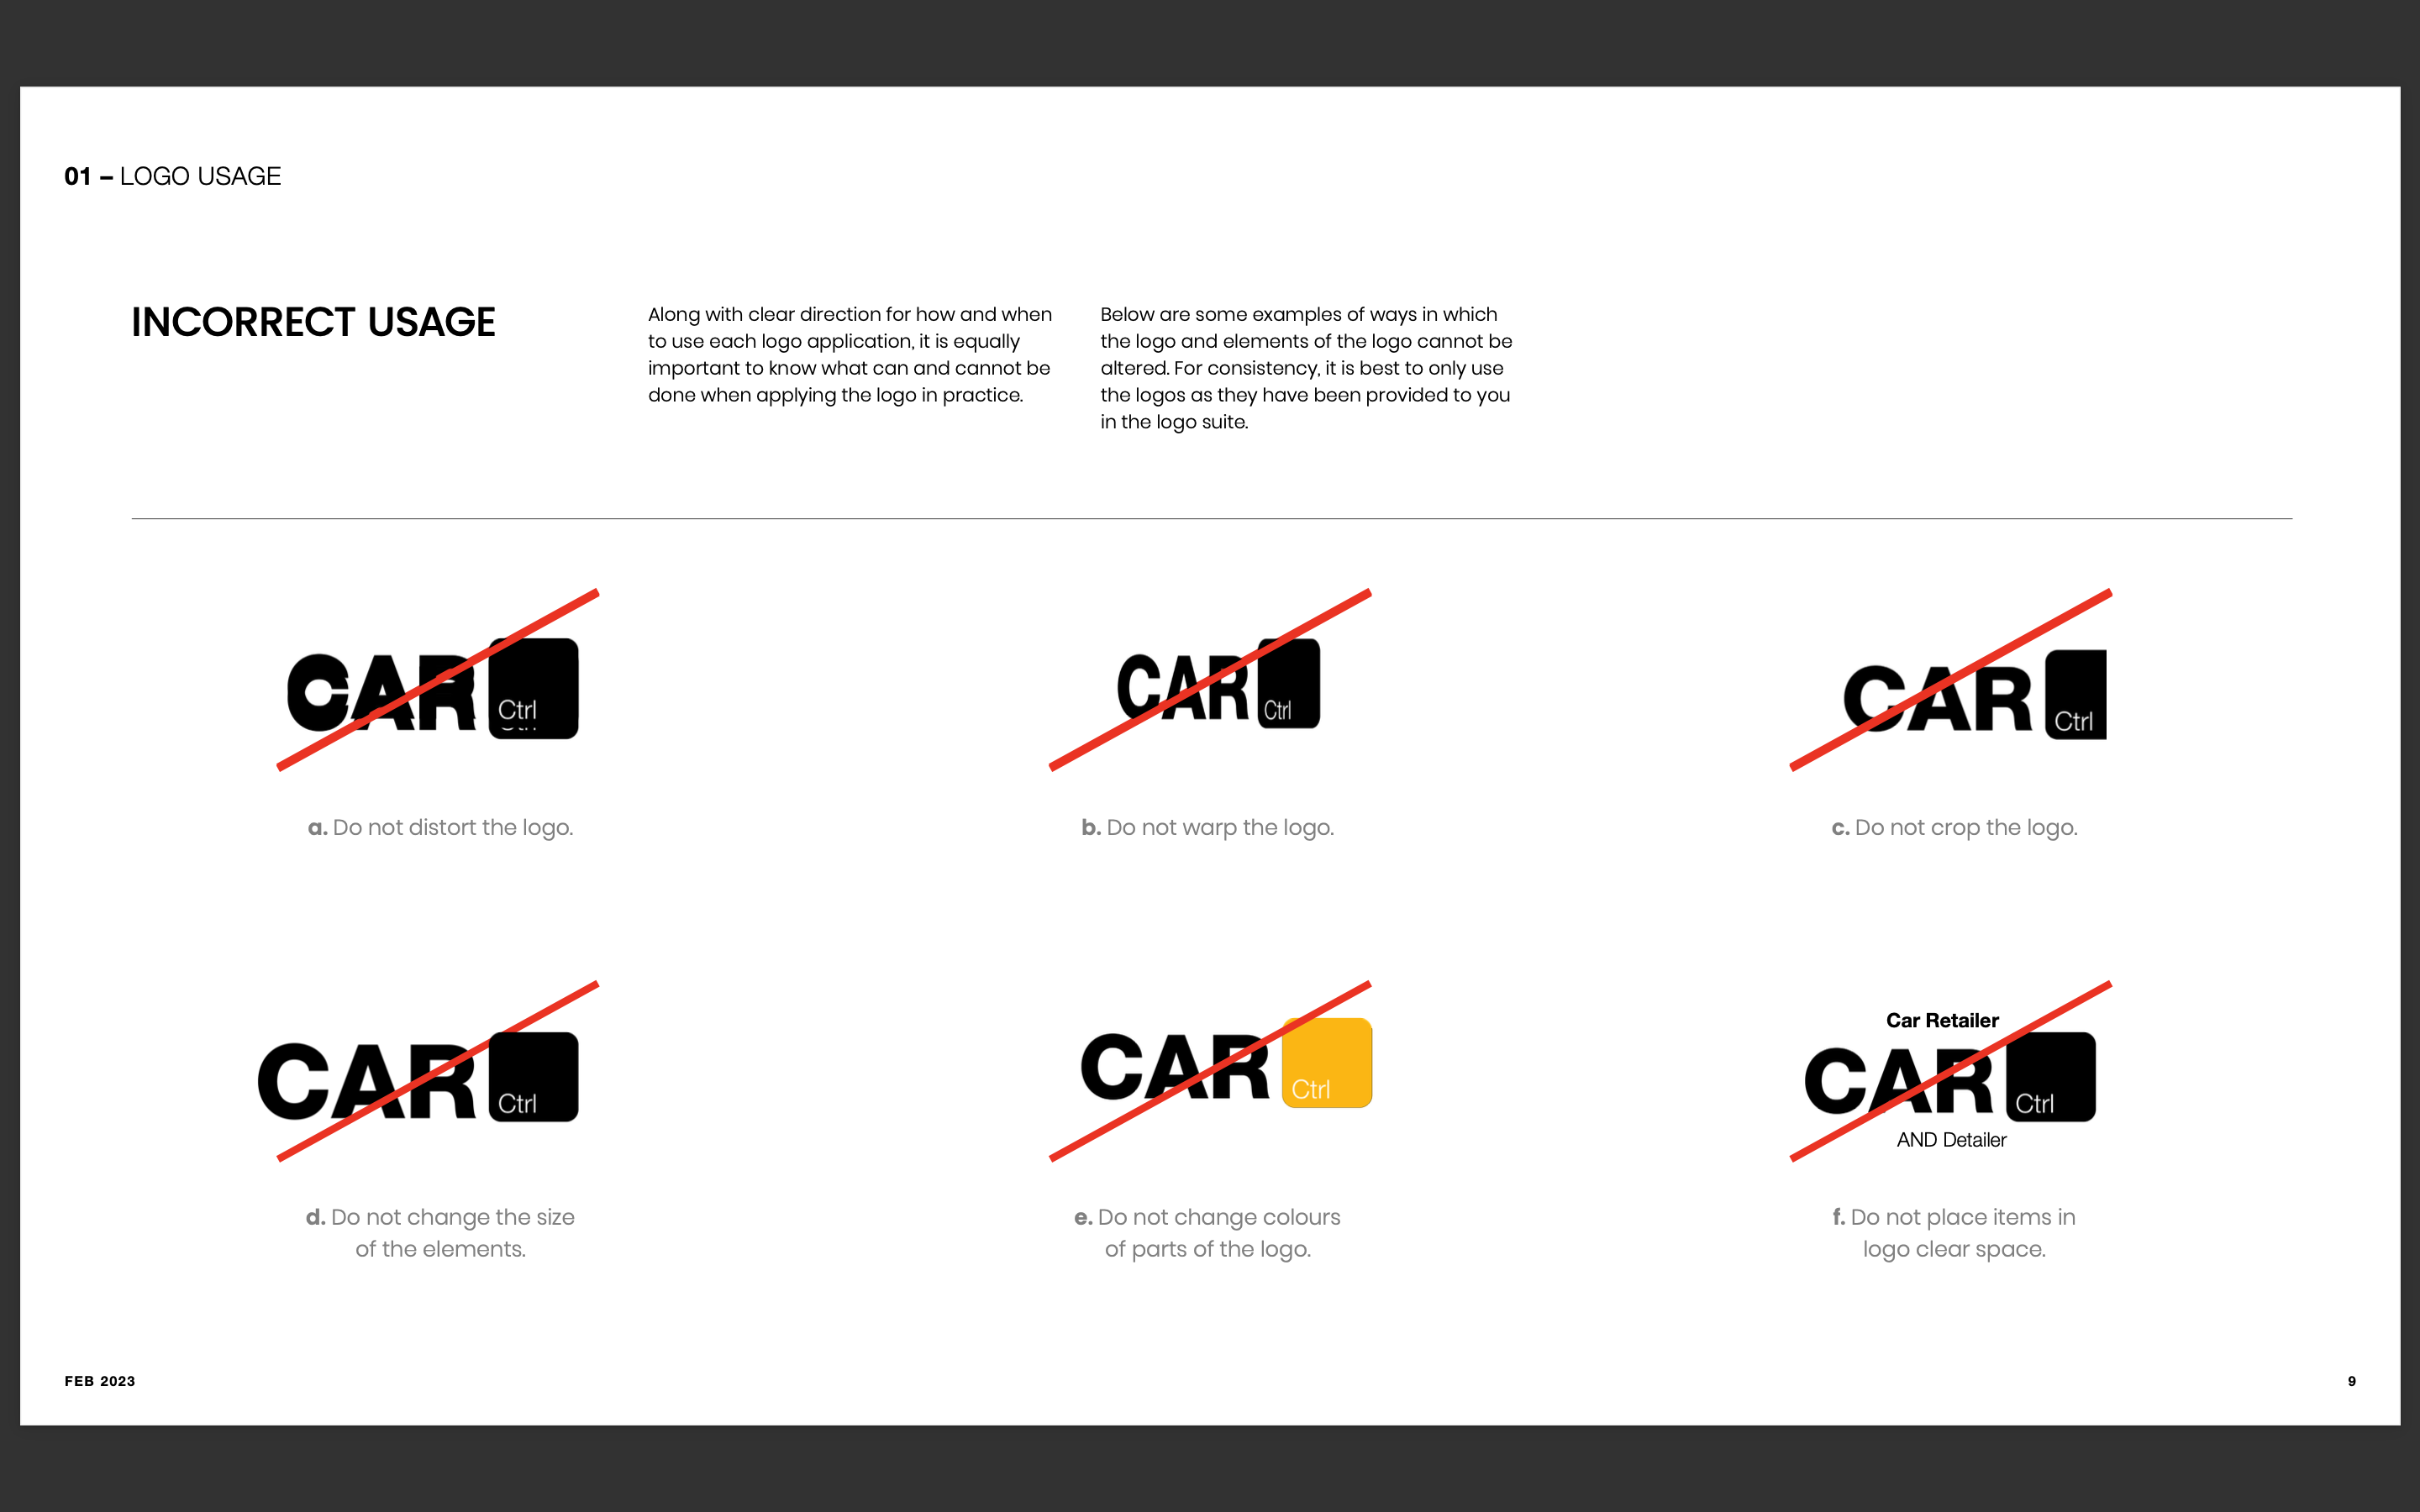 01 – LOGO USAGE
INCORRECT USAGE
Along with clear direction for how and when
to use each logo application, it is equally
important to know what can and cannot be
done when applying the logo in practice.
Below are some examples of ways in which
the logo and elements of the logo cannot be
altered. For consistency, it is best to only use
the logos as they have been provided to you
in the logo suite.
CAR Ctrl
a. Do not distort the logo.
CAR Ctrl
b. Do not warp the logo.
CAR Ctrl
c. Do not crop the logo.
CAR Ctrl
d. Do not change the size
of the elements.
CAR Ctrl
e. Do not change colours
of parts of the logo.
Car Retailer
CAR Ctrl
AND Detailer
f. Do not place items in
logo clear space.
FEB 2023
9